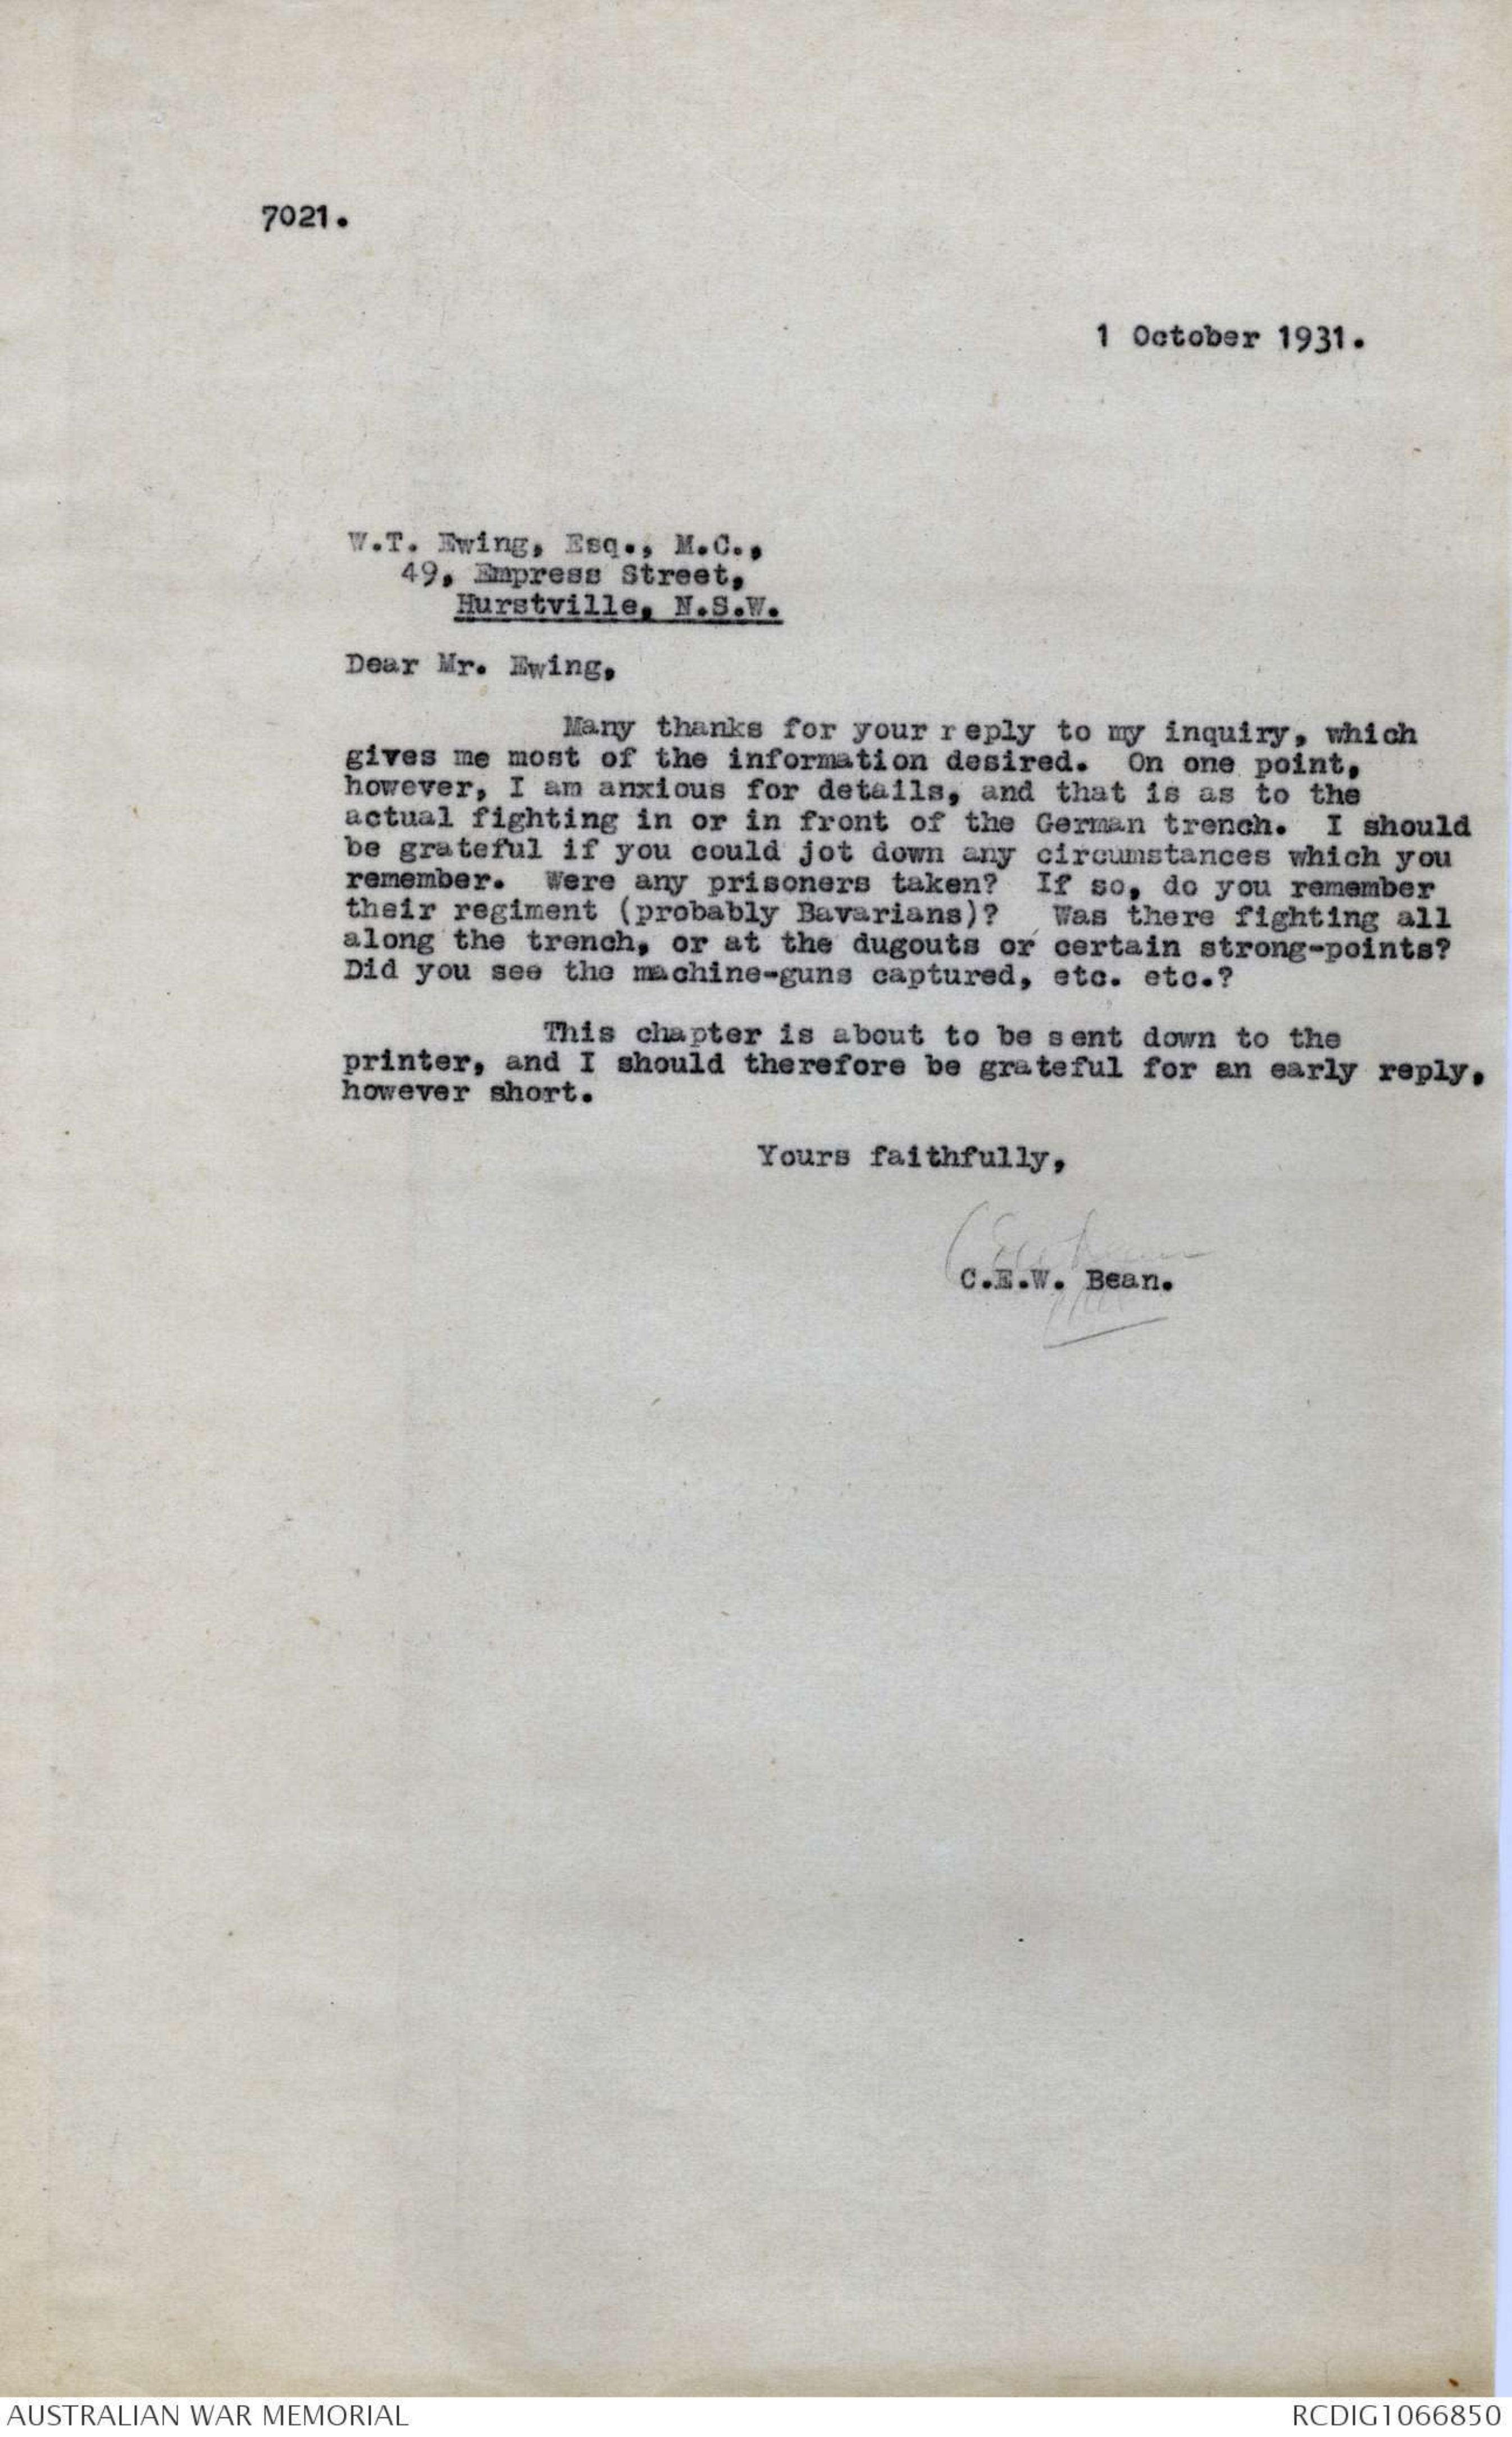 7021.
1 October 1931.
W.T. Ewing, Esq., M.C.,
49, Empress Street,
Hurstville, N.S.W.
Dear Mr. Ewing,
Many thanks for your reply to my inquiry, which
gives me most of the information desired. On one point,
however, I am anxious for details, and that is as to the
actual fighting in or in front of the German trench. I should
be grateful if you could jot down any circumstances which you
remember. Were any prisoners taken? If so, do you remember
their regiment (probably Bavarians)? Was there fighting all
along the trench, or at the dugouts or certain strong-points?
Did you see the machine-guns captured, etc. etc.?
This chapter is about to be sent down to the
printer, and I should therefore be grateful for an early reply,
however short.
Yours faithfully,
C.E.W. Bean.
AUSTRALIAN WAR MEMORIAL
RCDIG1066850